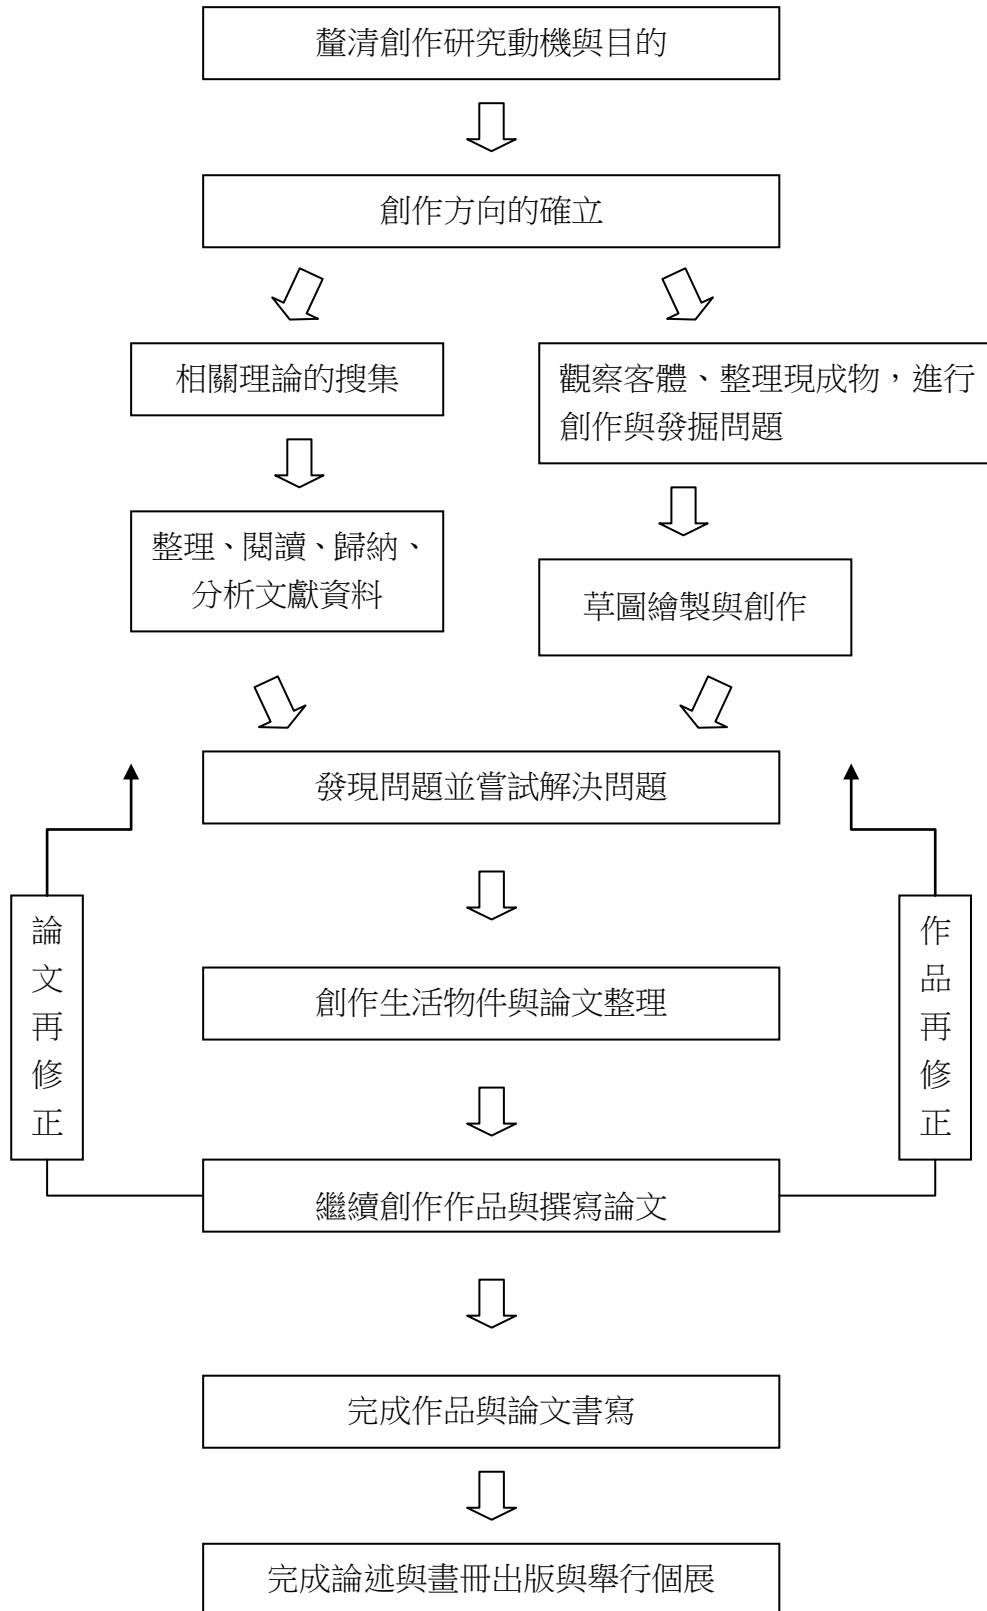 釐清創作研究動機與目的
創作方向的確立
相關理論的搜集
觀察客體、整理現成物，進行
創作與發掘問題
整理、閱讀、歸納、
分析文獻資料
草圖繪製與創作
發現問題並嘗試解決問題
論文再修正
作品再修正
創作生活物件與論文整理
繼續創作作品與撰寫論文
完成作品與論文書寫
完成論述與畫冊出版與舉行個展